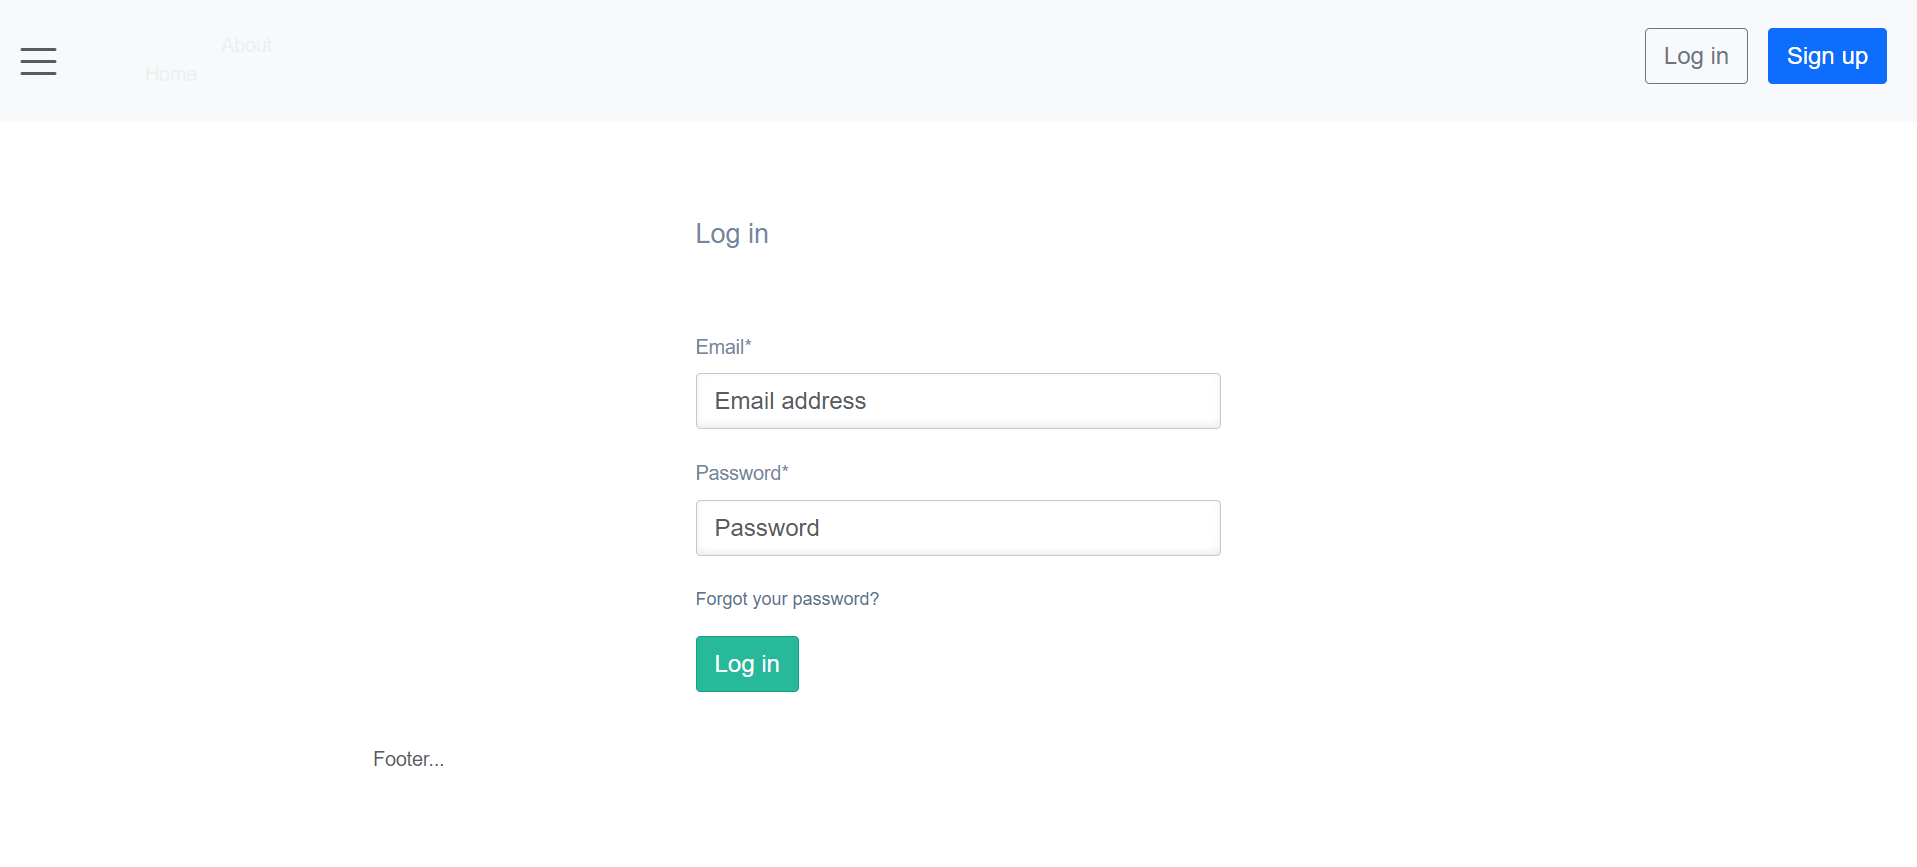 About
Home
Log in
Sign up
Log in
Email*
Email address
Password*
Password
Forgot your password?
Log in
Footer...